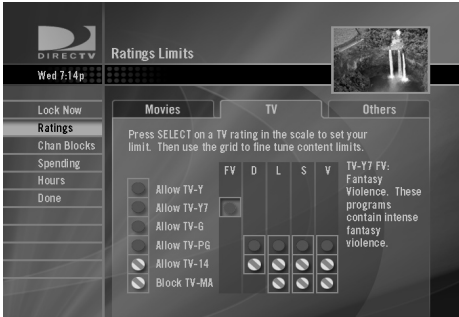 DIRECTV
Ratings Limits
Wed 7:14p
Lock Now
Ratings
Chan Blocks
Spending
Hours
Done
Movies
TV
Others
Press SELECT on a TV rating in the scale to set your
limit. Then use the grid to fine tune content limits.
FV D L S V
Allow TV-Y
Allow TV-Y7
Allow TV-G
Allow TV-PG
Allow TV-14
Block TV-MA
TV-Y7 FV:
Fantasy
Violence. These
programs
contain intense
fantasy
violence.